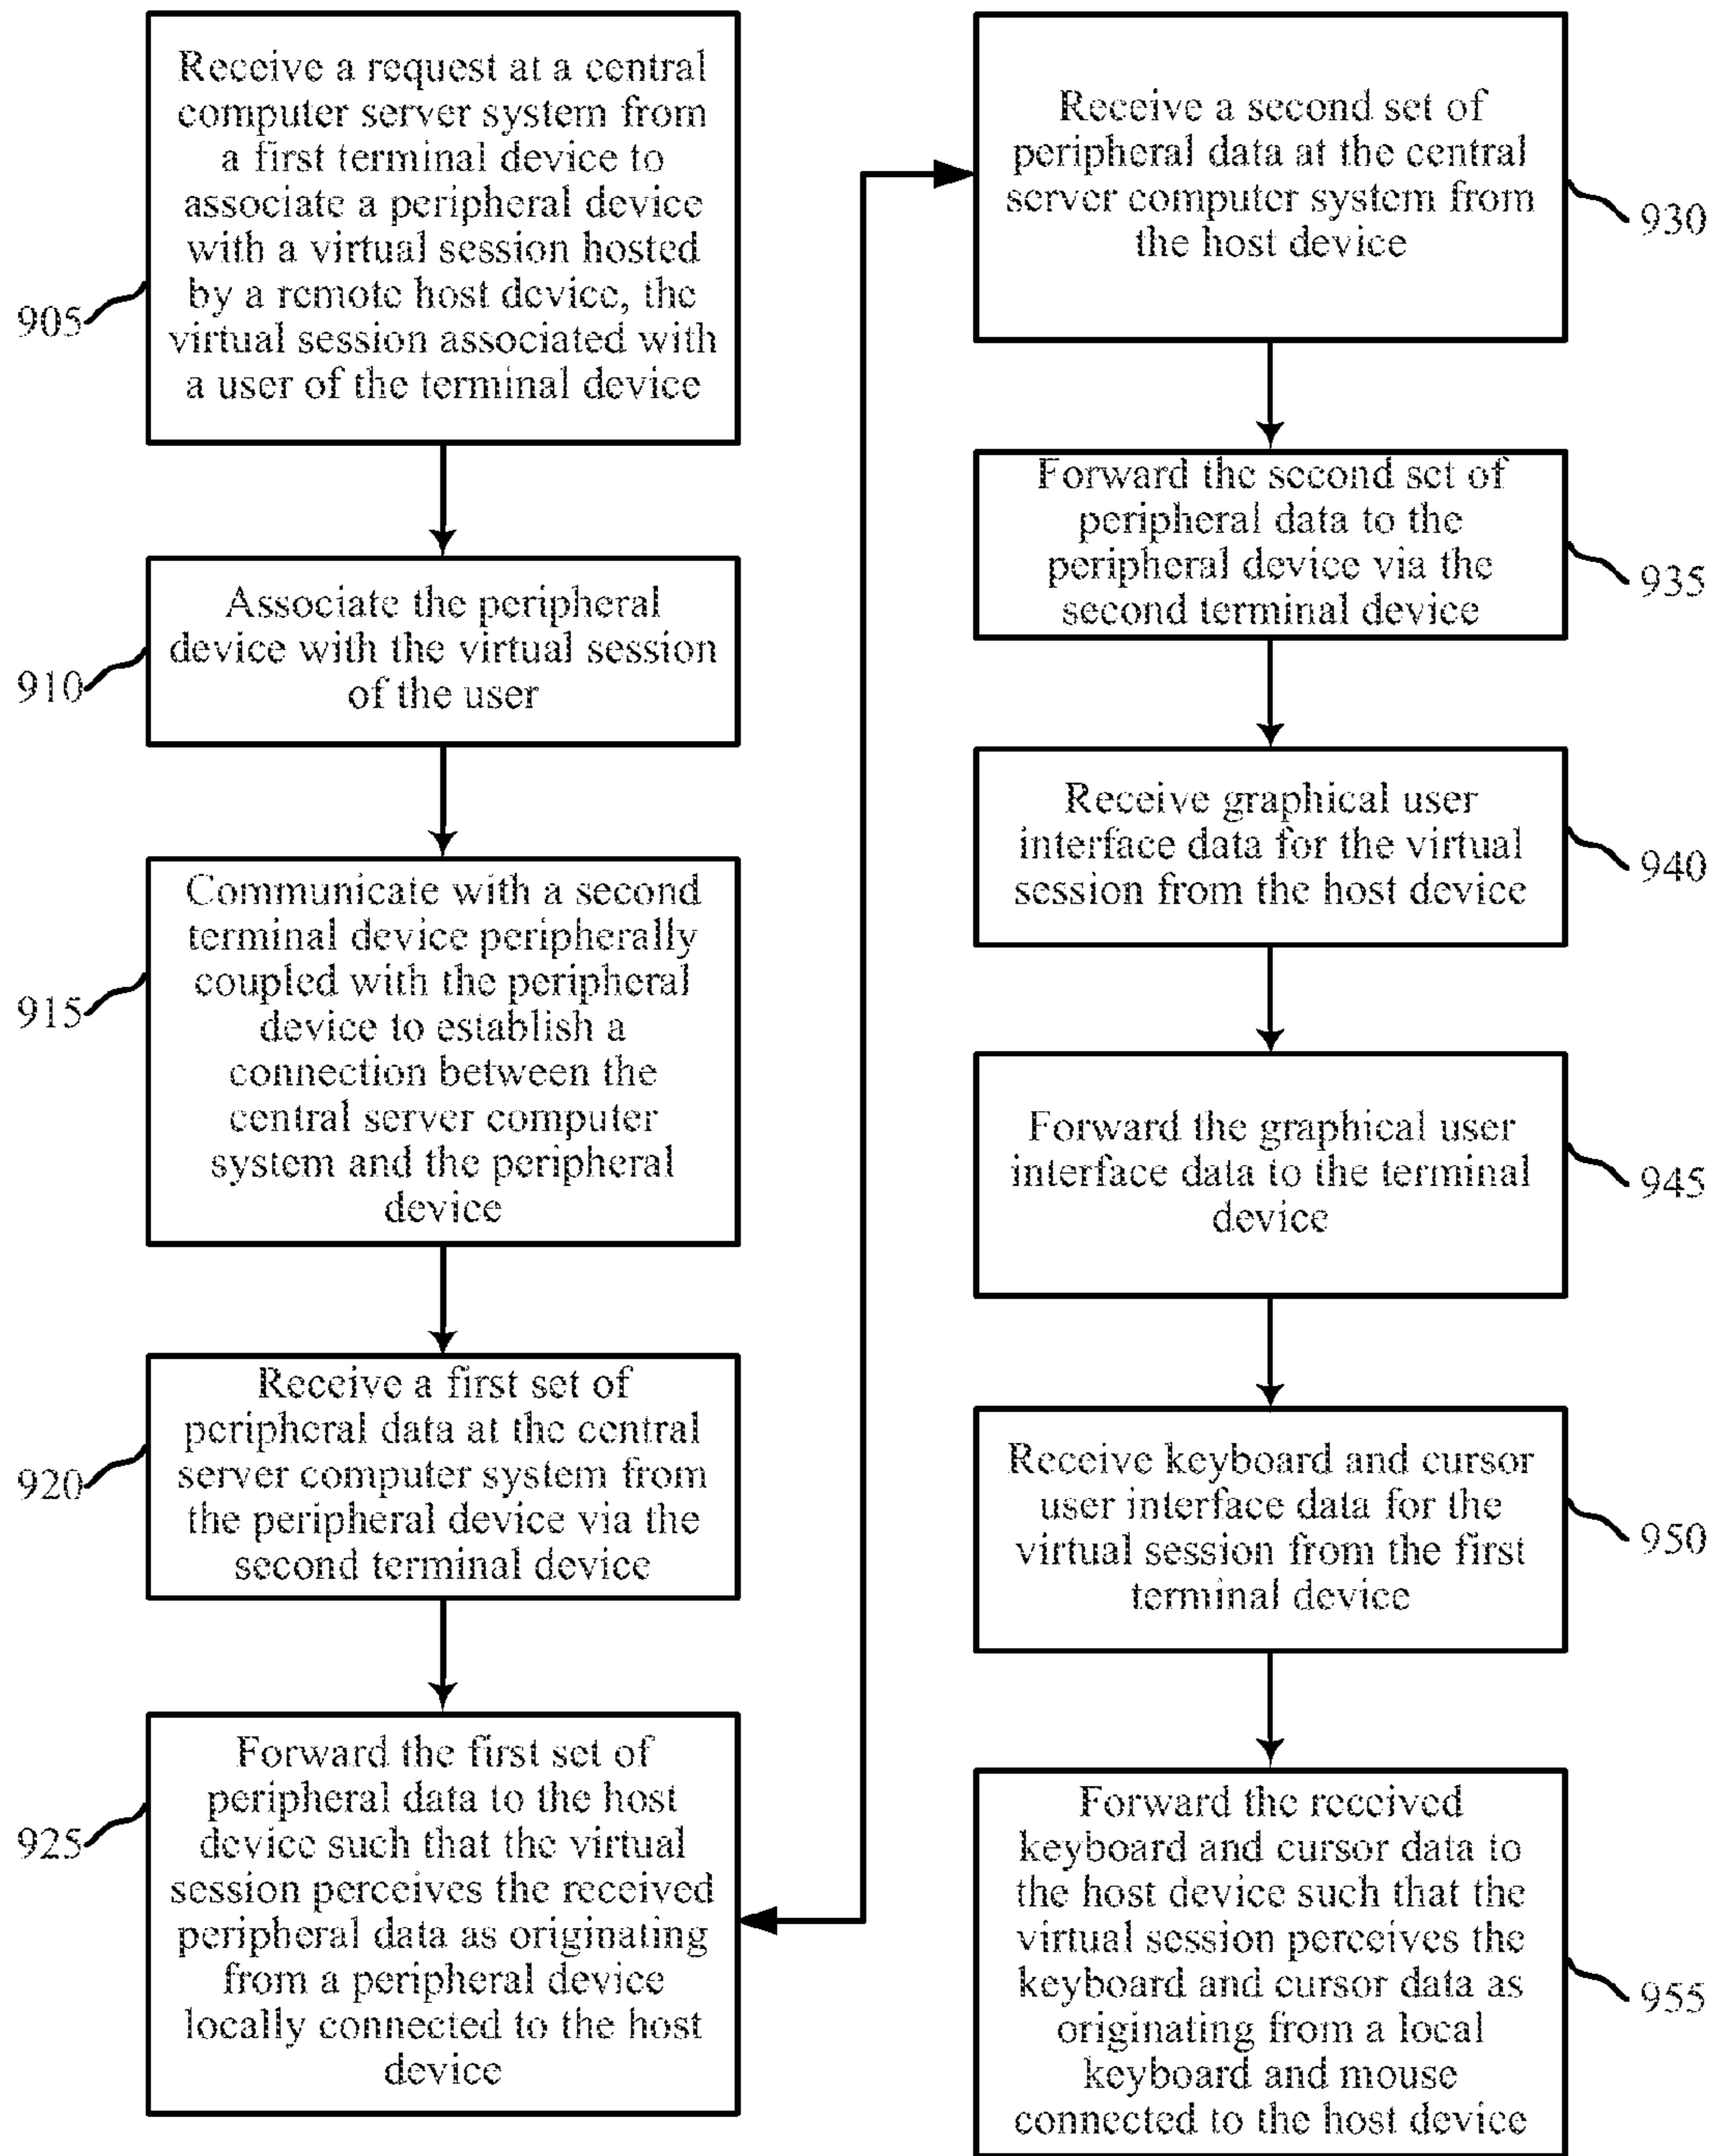 Receive a request at a central
computer server system from
a first terminal device to
associate a peripheral device
with a virtual session hosted
by a remote host device, the
virtual session associated with
a user of the terminal device
905
Associate the peripheral
device with the virtual session
of the user
910
Communicate with a second
terminal device peripherally
coupled with the peripheral
device to establish a
connection between the
central server computer
system and the peripheral
device
915
Receive a first set of
peripheral data at the central
server computer system from
the peripheral device via the
second terminal device
920
Forward the first set of
peripheral data to the host
device such that the virtual
session perceives the received
peripheral data as originating
from a peripheral device
locally connected to the host
device
925
Receive a second set of
peripheral data at the central
server computer system from
the host device
930
Forward the second set of
peripheral data to the
peripheral device via the
second terminal device
935
Receive graphical user
interface data for the virtual
session from the host device
940
Forward the graphical user
interface data to the terminal
device
945
Receive keyboard and cursor
user interface data for the
virtual session from the first
terminal device
950
Forward the received
keyboard and cursor data to
the host device such that the
virtual session perceives the
keyboard and cursor data as
originating from a local
keyboard and mouse
connected to the host device
955